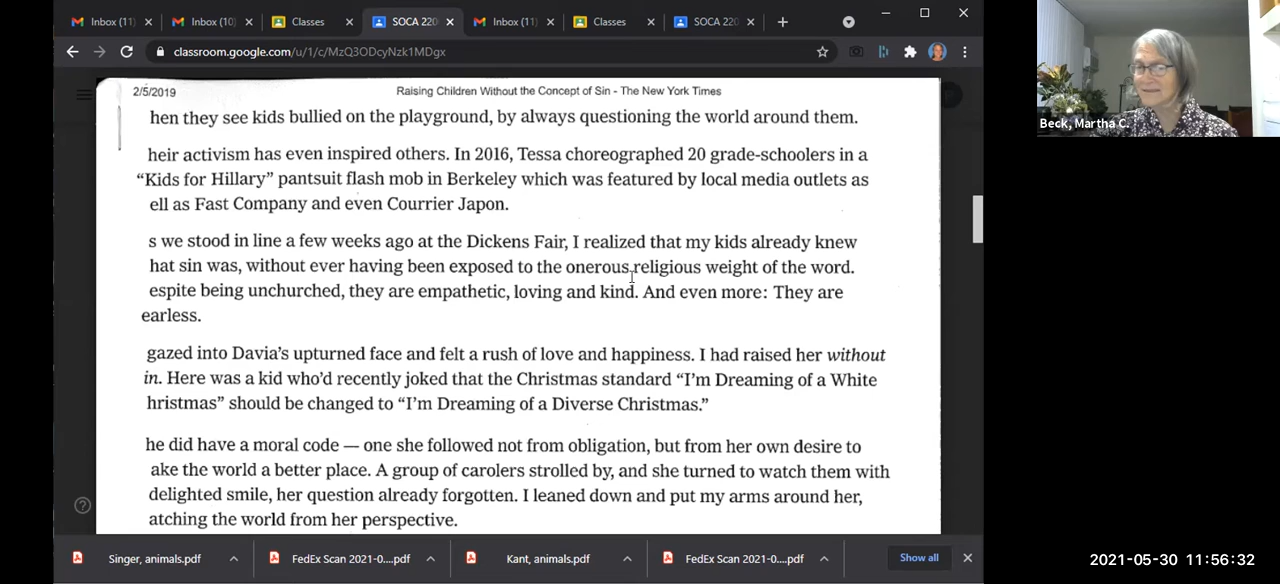 Inbox (11)
Inbox (10)
Classes
SOCA 220
Inbox (11)
Classes
SOCA 220
classroom.google.com/u/1/c/MzQ3ODcyNzk1MDgx
2/5/2019
Raising Children Without the Concept of Sin - The New York Times
hen they see kids bullied on the playground, by always questioning the world around them.
heir activism has even inspired others. In 2016, Tessa choreographed 20 grade-schoolers in a
“Kids for Hillary” pantsuit flash mob in Berkeley which was featured by local media outlets as
ell as Fast Company and even Courrier Japon.
s we stood in line a few weeks ago at the Dickens Fair, I realized that my kids already knew
hat sin was, without ever having been exposed to the onerous religious weight of the word.
espite being unchurched, they are empathetic, loving and kind. And even more: They are
earless.
gazed into Davia’s upturned face and felt a rush of love and happiness. I had raised her without
in. Here was a kid who’d recently joked that the Christmas standard “I’m Dreaming of a White
hristmas” should be changed to “I’m Dreaming of a Diverse Christmas.”
he did have a moral code — one she followed not from obligation, but from her own desire to
ake the world a better place. A group of carolers strolled by, and she turned to watch them with
delighted smile, her question already forgotten. I leaned down and put my arms around her,
atching the world from her perspective.
Singer, animals.pdf
FedEx Scan 2021-0....pdf
Kant, animals.pdf
FedEx Scan 2021-0....pdf
Show all
Beck, Martha C.
2021-05-30 11:56:32